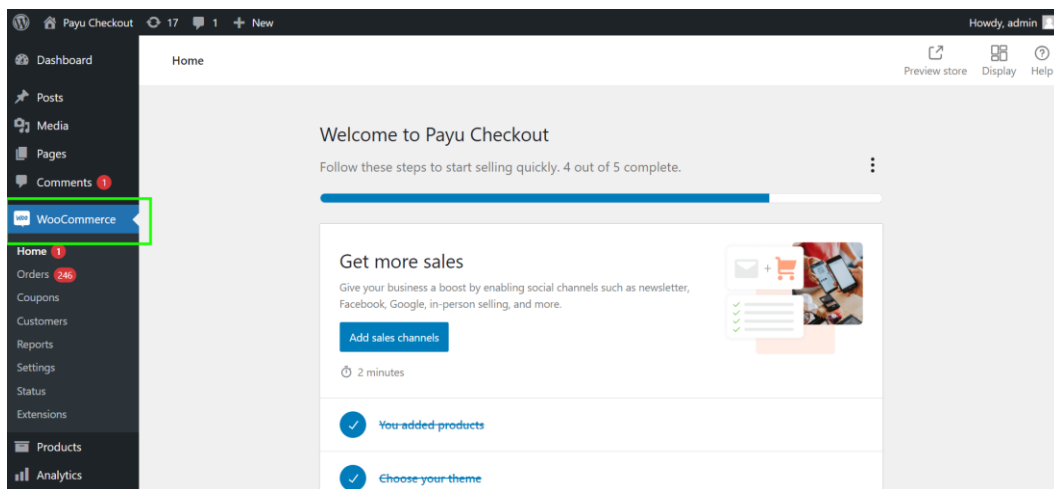 Payu Checkout 17 1 New
Howdy, admin
Dashboard
Posts
Media
Pages
Comments 1
WooCommerce
Home 1
Orders 246
Coupons
Customers
Reports
Settings
Status
Extensions
Products
Analytics
Home
Preview store
Display
Help
Welcome to Payu Checkout
Follow these steps to start selling quickly. 4 out of 5 complete.
Get more sales
Give your business a boost by enabling social channels such as newsletter,
Facebook, Google, in-person selling, and more.
Add sales channels
2 minutes
You added products
Choose your theme